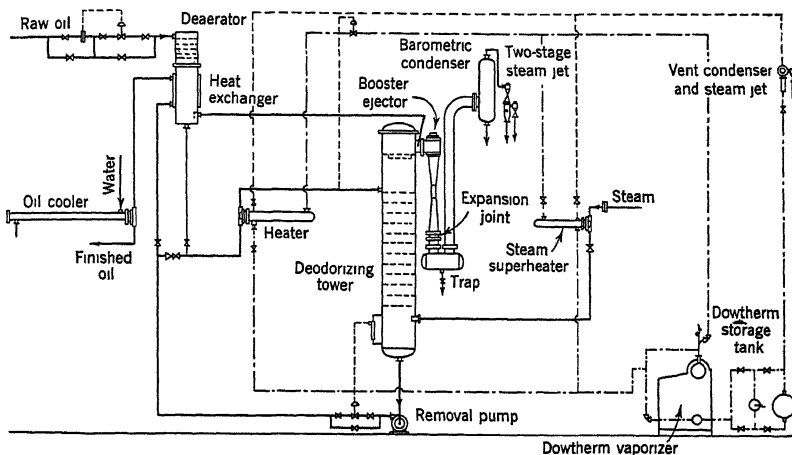 Raw oil
Deaerator
Barometric
condenser
Two-stage
steam jet
Vent condenser
and steam jet
Heat
exchanger
Booster
ejector
Water
Oil cooler
Steam
Expansion
joint
Heater
Steam
superheater
Finished
oil
Deodorizing
tower
Trap
Dowtherm
storage
tank
Removal pump
Dowtherm vaporizer